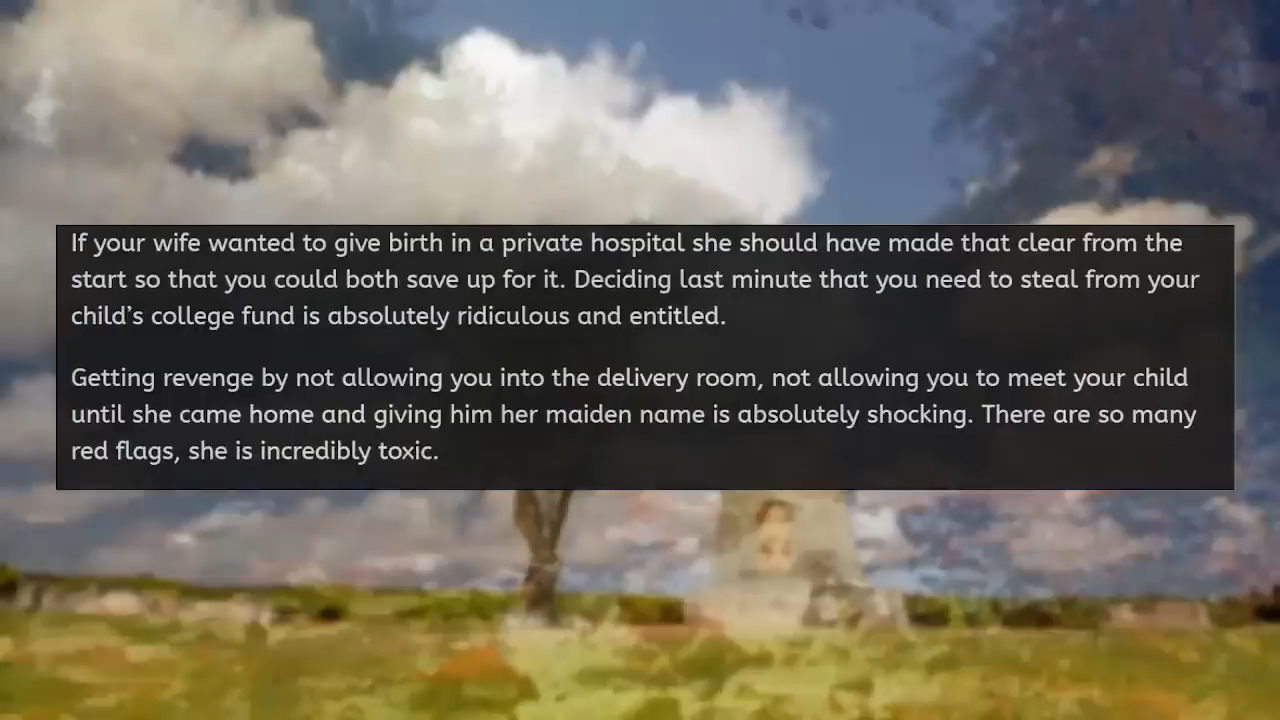 If your wife wanted to give birth in a private hospital she should have made that clear from the
start so that you could both save up for it. Deciding last minute that you need to steal from your
child’s college fund is absolutely ridiculous and entitled.
Getting revenge by not allowing you into the delivery room, not allowing you to meet your child
until she came home and giving him her maiden name is absolutely shocking. There are so many
red flags, she is incredibly toxic.